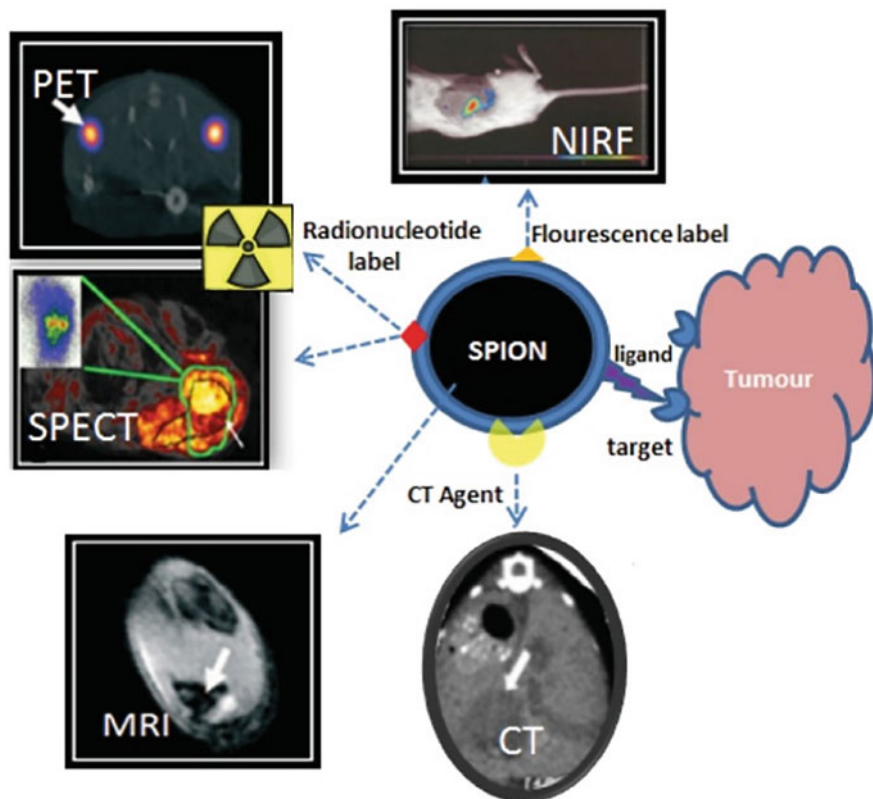 PET
NIRF
Radionucleotide
label
Flourescence label
SPION
ligand
Tumour
SPECT
target
CT Agent
MRI
CT